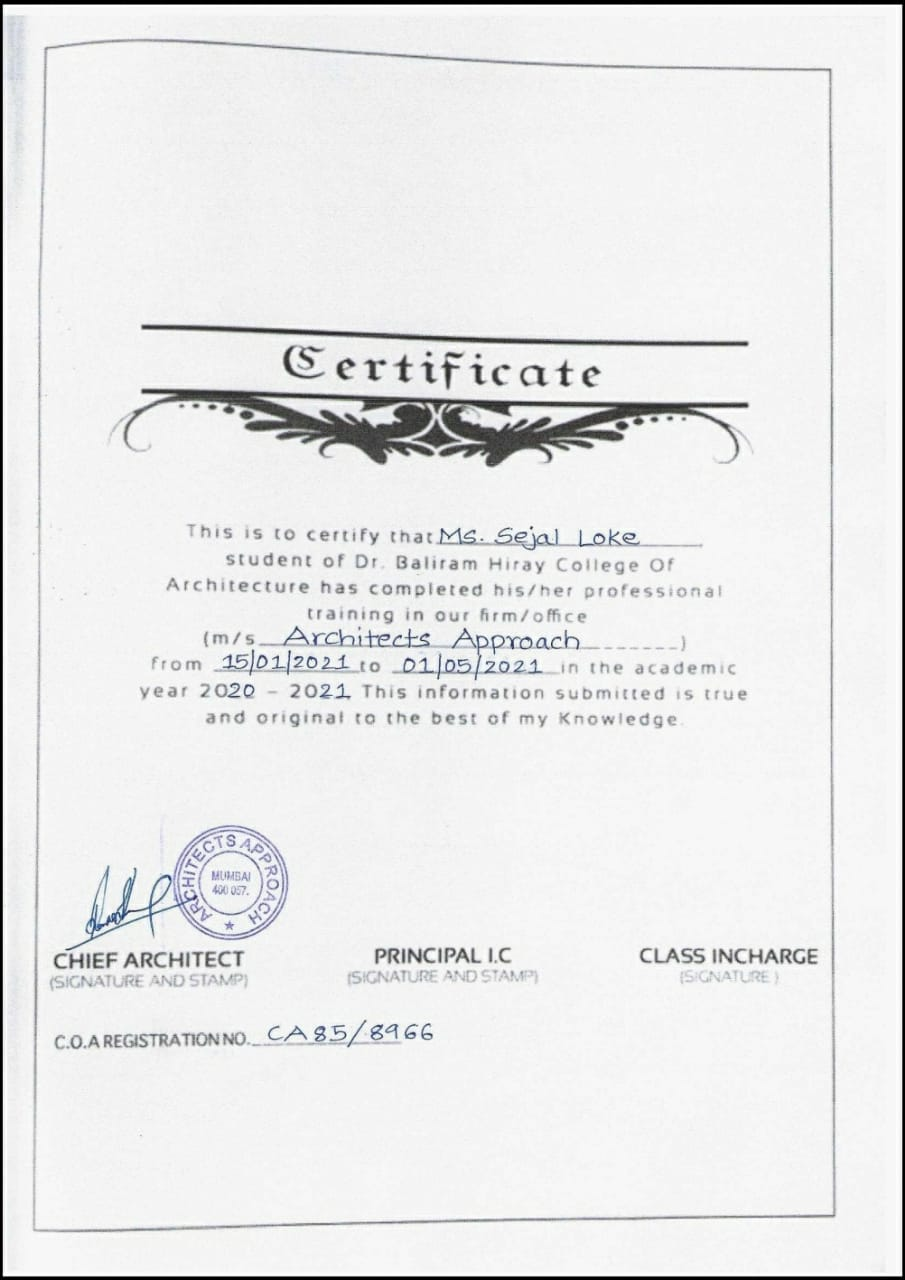 Certificate
This is to certify that MS. Sejal Loke
student of Dr. Baliram Hiray College Of
Architecture has completed his/her professional
training in our firm/office
(m/s. Architects Approach -------)
from 15/01/2021 to 01/05/2021 in the academic
year 2020 - 2021 This information submitted is true
and original to the best of my Knowledge.
ARCHITECTS APPROACH
MUMBAI
400 057.
CHIEF ARCHITECT
(SIGNATURE AND STAMP)
PRINCIPAL I.C
(SIGNATURE AND STAMP)
CLASS INCHARGE
(SIGNATURE )
C.O.A REGISTRATION NO. CA85/8966